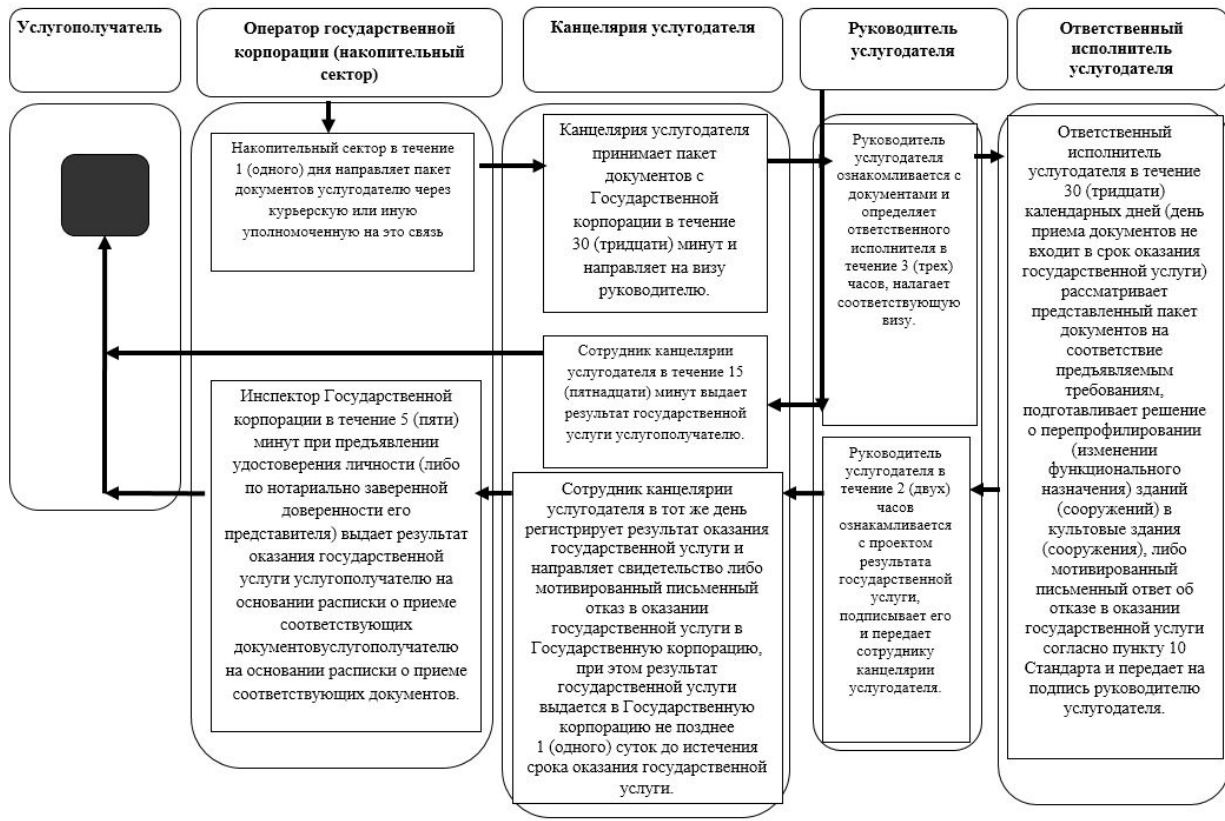 Услугополучатель
Оператор государственной
корпорации (накопительный
сектор)
Канцелярия услугодателя
Руководитель
услугодателя
Ответственный
исполнитель
услугодателя
Накопительный сектор в течение
1 (одного) дня направляет пакет
документов услугодателю через
курьерскую или иную
уполномоченную на это связь
Канцелярия услугодателя
принимает пакет
документов с
Государственной
корпорации в течение
30 (тридцати) минут и
направляет на визу
руководителю.
Руководитель
услугодателя
ознакомливается с
документами и
определяет
ответственного
исполнителя в
течение 3 (трех)
часов, налагает
соответствующую
визу.
Ответственный
исполнитель
услугодателя в течение
30 (тридцати)
календарных дней (день
приема документов не
входит в срок оказания
государственной услуги)
рассматривает
представленный пакет
документов на
соответствие
предъявляемым
требованиям,
подготавливает решение
о перепрофилировании
(изменении
функционального
назначения) зданий
(сооружений) в
культовые здания
(сооружения), либо
мотивированный
письменный ответ об
отказе в оказании
государственной услуги
согласно пункту 10
Стандарта и передает на
подпись руководителю
услугодателя.
Сотрудник канцелярии
услугодателя в течение 15
(пятнадцати) минут выдает
результат государственной
услуги услугополучателю.
Инспектор Государственной
корпорации в течение 5 (пяти)
минут при предъявлении
удостоверения личности (либо
по нотариально заверенной
доверенности его
представителя) выдает результат
оказания государственной
услуги услугополучателю на
основании расписки о приеме
соответствующих
документовуслугополучателю
на основании расписки о приеме
соответствующих документов.
Сотрудник канцелярии
услугодателя в тот же день
регистрирует результат оказания
государственной услуги и
направляет свидетельство либо
мотивированный письменный
отказ в оказании
государственной услуги в
Государственную корпорацию,
при этом результат
государственной услуги
выдается в Государственную
корпорацию не позднее
1 (одного) суток до истечения
срока оказания государственной
услуги.
Руководитель
услугодателя в
течение 2 (двух)
часов
ознакамливается
с проектом
результата
государственной
услуги,
подписывает его
и передает
сотруднику
канцелярии
услугодателя.